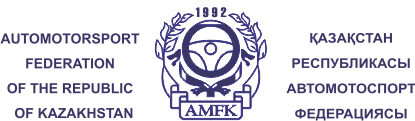 AUTOMOTORSPORT
FEDERATION
OF THE REPUBLIC
OF KAZAKHSTAN
1992
AMFK
ҚАЗАҚСТАН
РЕСПУБЛИКАСЫ
АВТОМОТОСПОРТ
ФЕДЕРАЦИЯСЫ